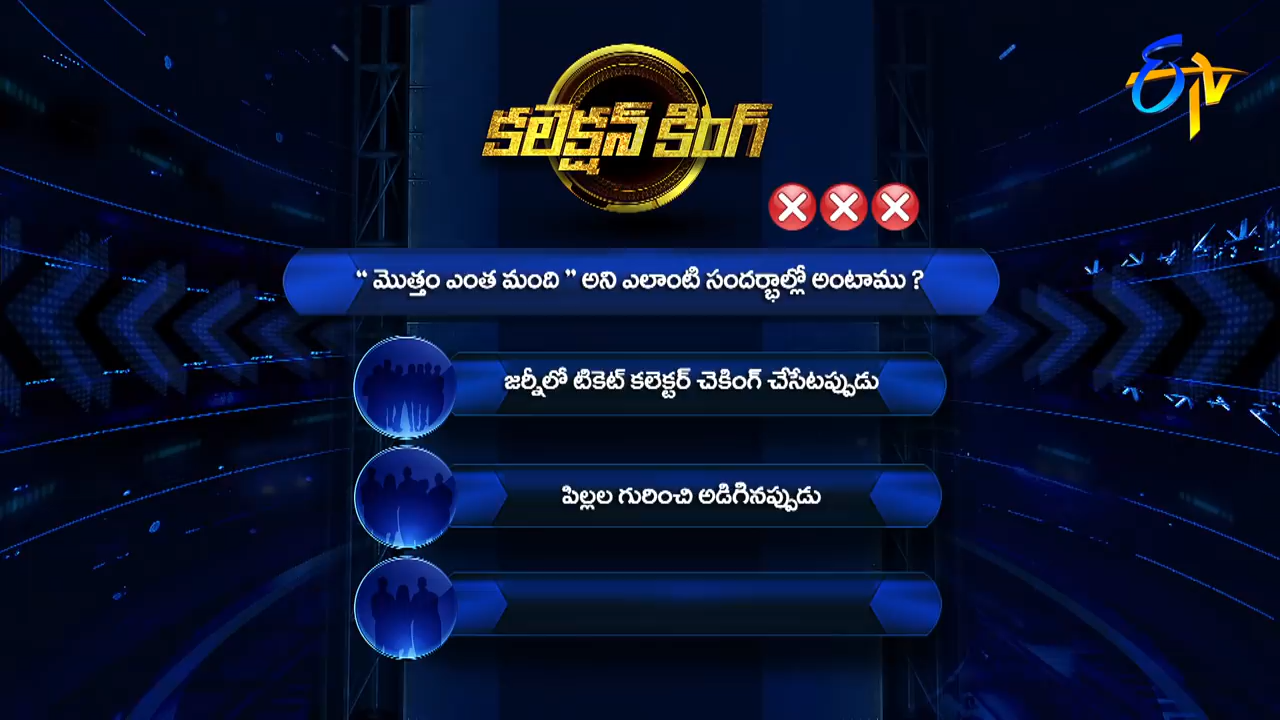 ETV
కలెక్షన్ కింగ్
“ మొత్తం ఎంత మంది ” అని ఎలాంటి సందర్భాల్లో అంటాము ?
జర్నీలో టికెట్ కలెక్టర్ చెకింగ్ చేసేటప్పుడు
పిల్లల గురించి అడిగినప్పుడు